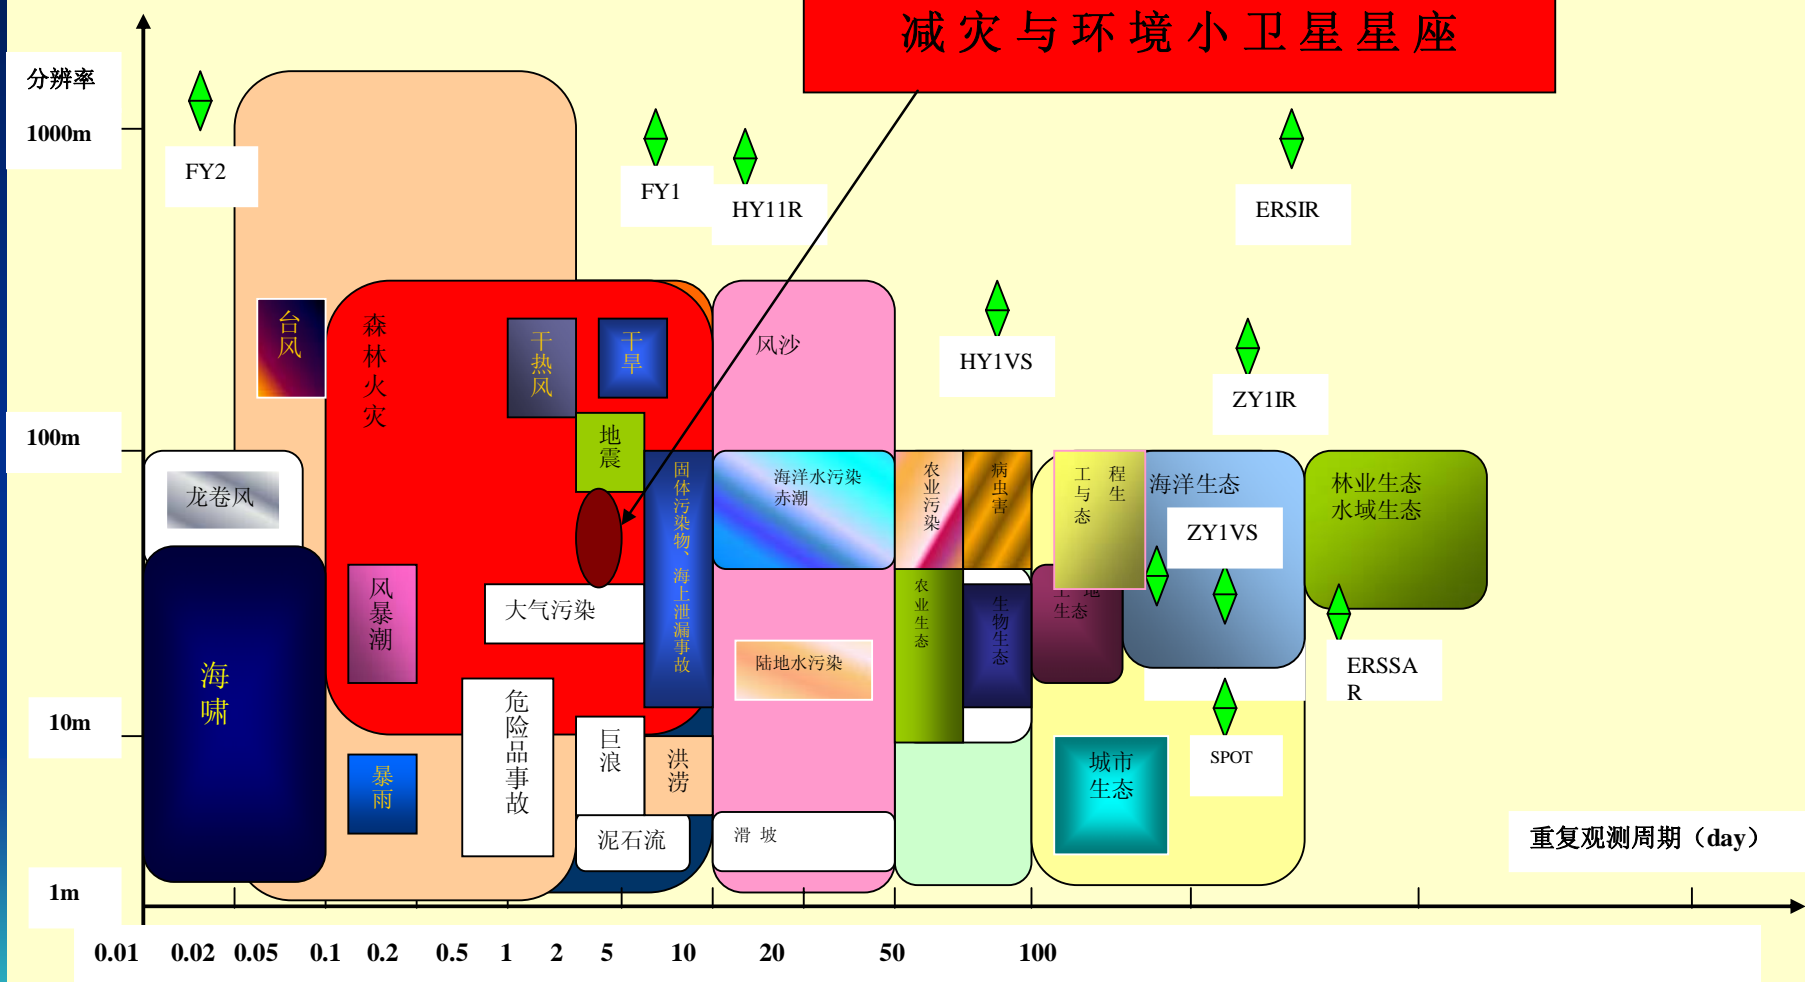 减灾与环境小卫星星座
分辨率
1000m
FY2
FY1
HY11R
ERSIR
台风
森林火灾
干热风
干旱
风沙
HY1VS
ZY1IR
100m
地震
龙卷风
固体污染物、海上泄漏事故
海洋水污染
赤潮
农业污染
病虫害
工 程
与 生
态
海洋生态
林业生态
水域生态
ZY1VS
风暴潮
大气污染
农业生态
生物生态
生态
海啸
陆地水污染
ERSSA
R
10m
危险品事故
巨浪
洪涝
SPOT
暴雨
城市
生态
泥石流
滑 坡
重复观测周期（day）
1m
0.01 0.02 0.05 0.1 0.2 0.5 1 2 5 10 20 50 100